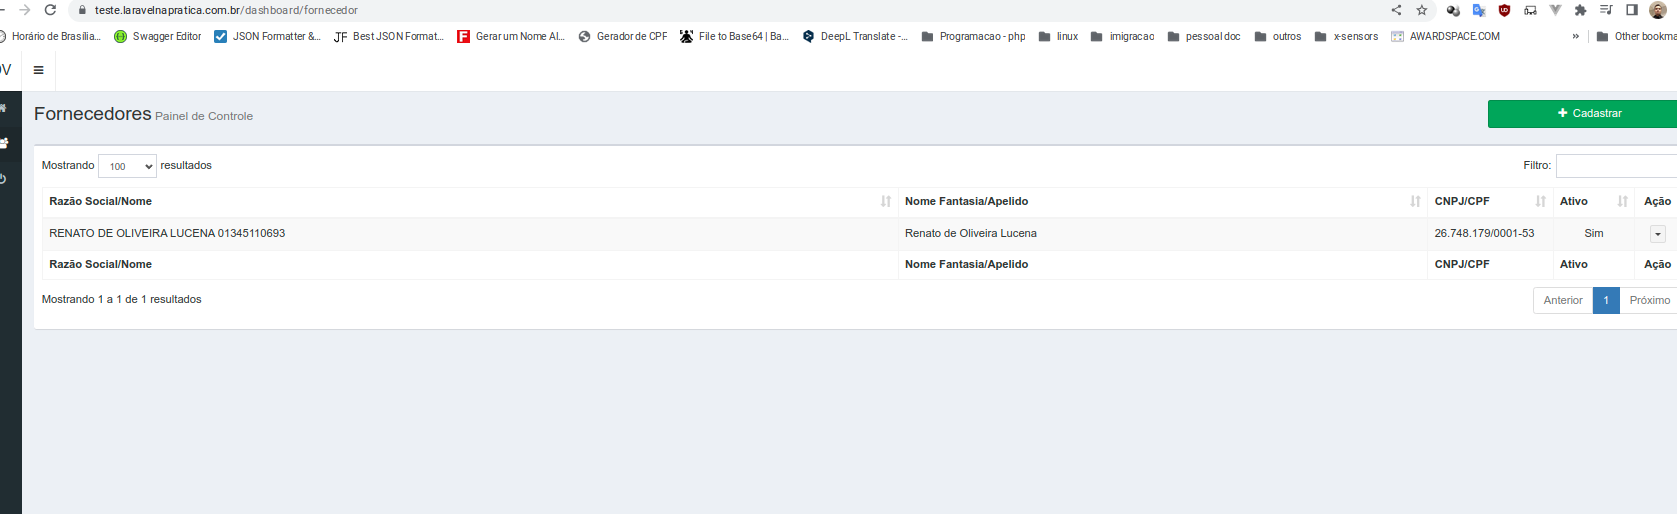 teste.laravelnapratica.com.br/dashboard/fornecedor
Horário de Brasília... Swagger Editor JSON Formatter &... JF Best JSON Format... Gerar um Nome Al... Gerador de CPF File to Base64 | Ba... DeepL Translate -... Programacao - php linux imigracao pessoal doc outros x-sensors AWARDSPACE.COM » Other bookma
Fornecedores Painel de Controle
Cadastrar
Mostrando 100 resultados
Filtro:
Razão Social/Nome Nome Fantasia/Apelido CNPJ/CPF Ativo Ação
RENATO DE OLIVEIRA LUCENA 01345110693 Renato de Oliveira Lucena 26.748.179/0001-53 Sim
Razão Social/Nome Nome Fantasia/Apelido CNPJ/CPF Ativo Ação
Mostrando 1 a 1 de 1 resultados
Anterior 1 Próximo